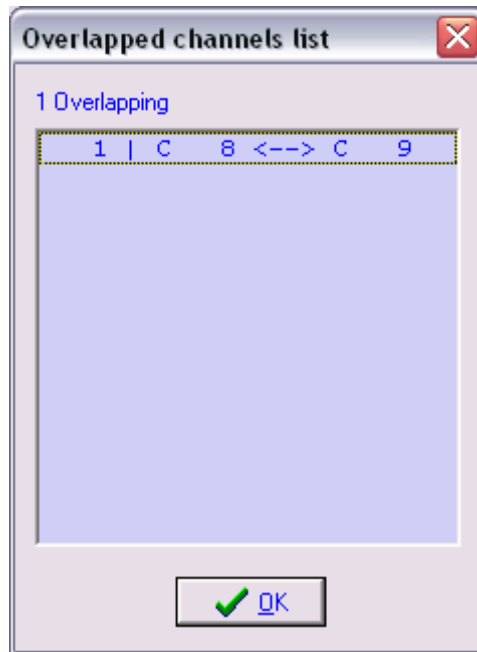 Overlapped channels list
1 Overlapping
1 | C 8 <--> C 9
OK